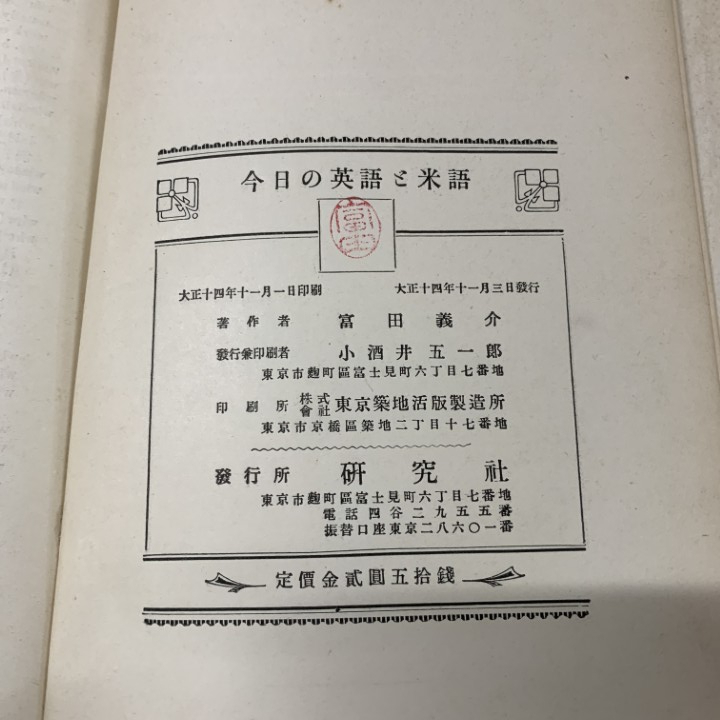 今日の英語と米語
大正十四年十一月一日印刷 大正十四年十一月三日發行
著作者 富田義介
發行兼印刷者 小酒井五一郎
東京市麴町區富士見町六丁目七番地
印刷所 株式會社 東京築地活版製造所
東京市京橋區築地二丁目十七番地
發行所 研究社
東京市麴町區富士見町六丁目七番地
電話四谷二九五五番
振替口座東京二八六〇一番
定價金貳圓五拾錢